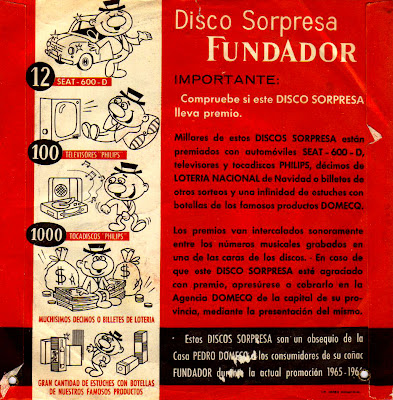 Disco Sorpresa
FUNDADOR
IMPORTANTE:
Compruebe si este DISCO SORPRESA
lleva premio.
Millares de estos DISCOS SORPRESA están
premiados con automóviles SEAT-600-D,
televisores y tocadiscos PHILIPS, décimos de
LOTERIA NACIONAL de Navidad o billetes de
otros sorteos y una infinidad de estuches con
botellas de los famosos productos DOMECQ.
Los premios van intercalados sonoramente
entre los números musicales grabados en
una de las caras de los discos. - En caso de
que este DISCO SORPRESA esté agraciado
con premio, apresúrese a cobrarlo en la
Agencia DOMECQ de la capital de su pro-
vincia, mediante la presentación del mismo.
• Estos DISCOS SORPRESA son un obsequio de la
Casa PEDRO DOMECQ a los consumidores de su coñac
FUNDADOR durante la actual promoción 1965-196
12
SEAT-600-D
100
TELEVISORES PHILIPS
1000
TOCADISCOS "PHILIPS"
MUCHISIMOS DECIMOS O BILLETES DE LOTERIA
GRAN CANTIDAD DE ESTUCHES CON BOTELLAS
DE NUESTROS FAMOSOS PRODUCTOS